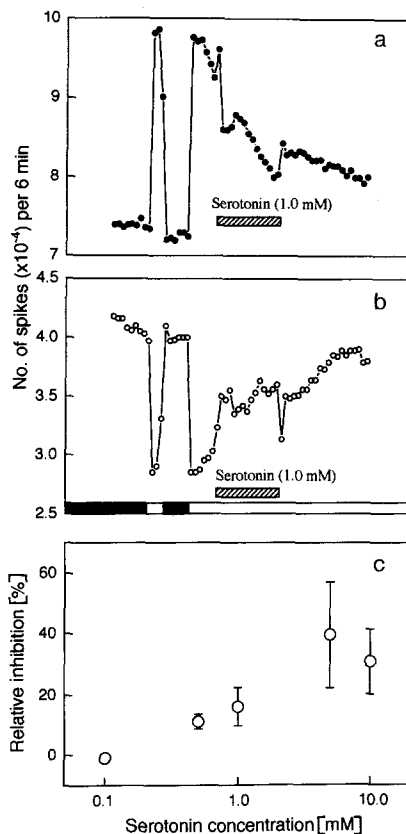 a
10
9
8
7
Serotonin (1.0 mM)
No. of spikes (x10⁻⁴) per 6 min
b
4.5
4.0
3.5
3.0
2.5
Serotonin (1.0 mM)
c
Relative inhibition [%]
60
40
20
0
0.1
1.0
10.0
Serotonin concentration [mM]